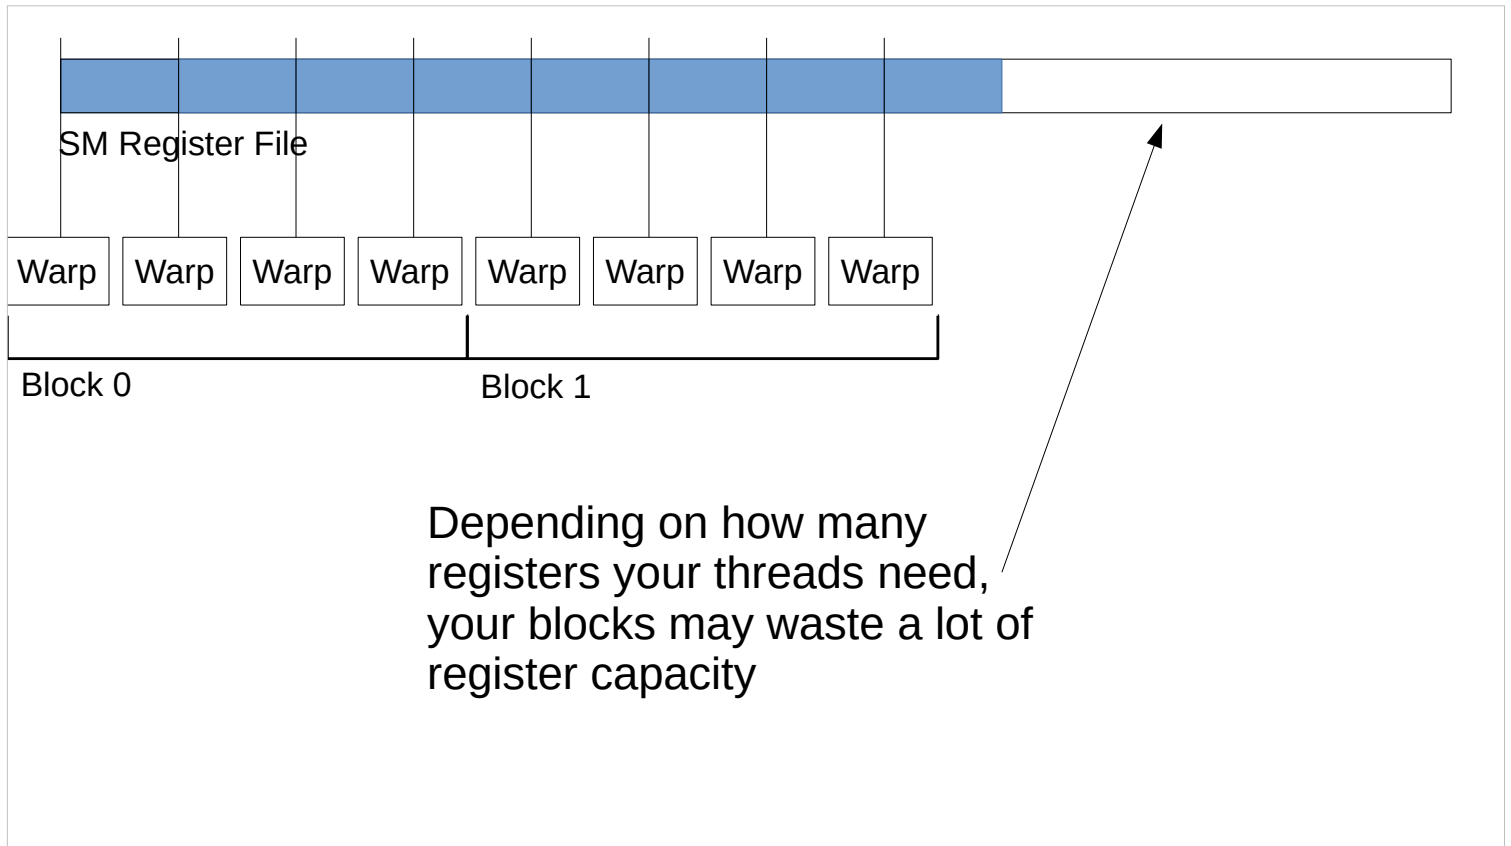 SM Register File
Warp Warp Warp Warp Warp Warp Warp Warp
Block 0 Block 1
Depending on how many
registers your threads need,
your blocks may waste a lot of
register capacity